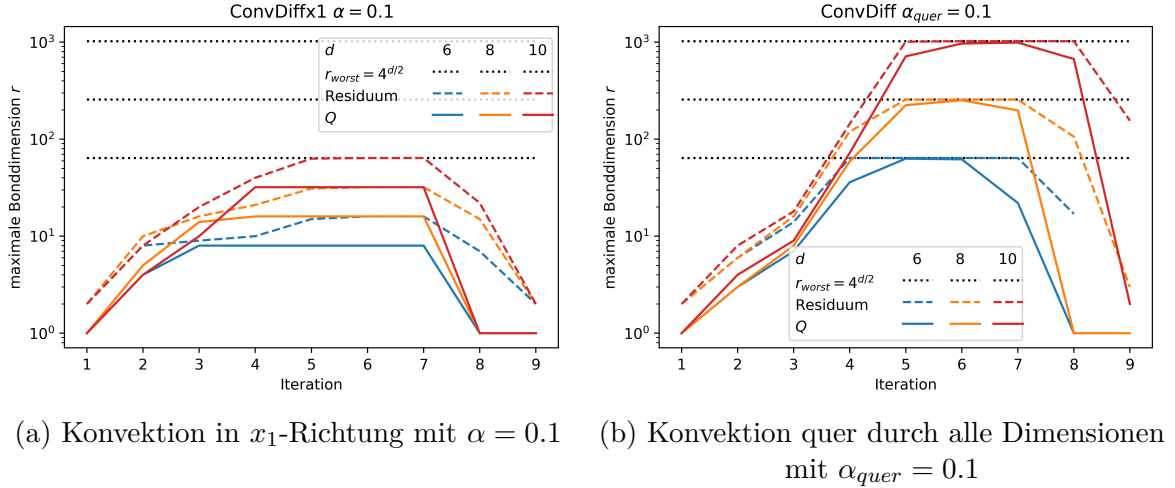 ConvDiffx1 α = 0.1
maximale Bonddimension r
10³
10²
10¹
10⁰
d 6 8 10
r_worst = 4^{d/2}
Residuum
Q
1 2 3 4 5 6 7 8 9
Iteration
(a) Konvektion in x₁-Richtung mit α = 0.1
ConvDiff α_quer = 0.1
maximale Bonddimension r
10³
10²
10¹
10⁰
d 6 8 10
r_worst = 4^{d/2}
Residuum
Q
1 2 3 4 5 6 7 8 9
Iteration
(b) Konvektion quer durch alle Dimensionen
mit α_quer = 0.1